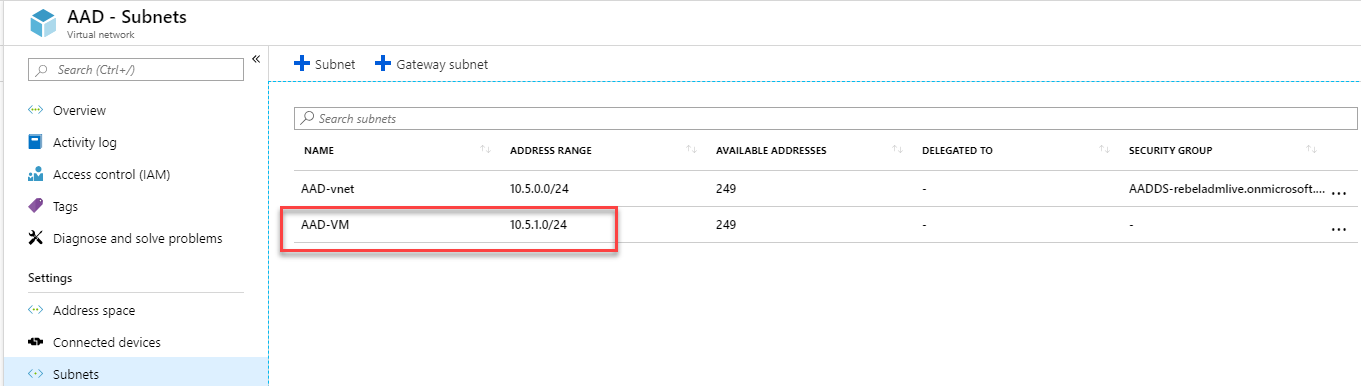 AAD - Subnets
Virtual network
«
Search (Ctrl+/)
Overview
Activity log
Access control (IAM)
Tags
Diagnose and solve problems
Settings
Address space
Connected devices
Subnets
+ Subnet + Gateway subnet
Search subnets
NAME ADDRESS RANGE AVAILABLE ADDRESSES DELEGATED TO SECURITY GROUP
AAD-vnet 10.5.0.0/24 249 - AADDS-rebeladmlive.onmicrosoft.... ...
AAD-VM 10.5.1.0/24 249 - - ...